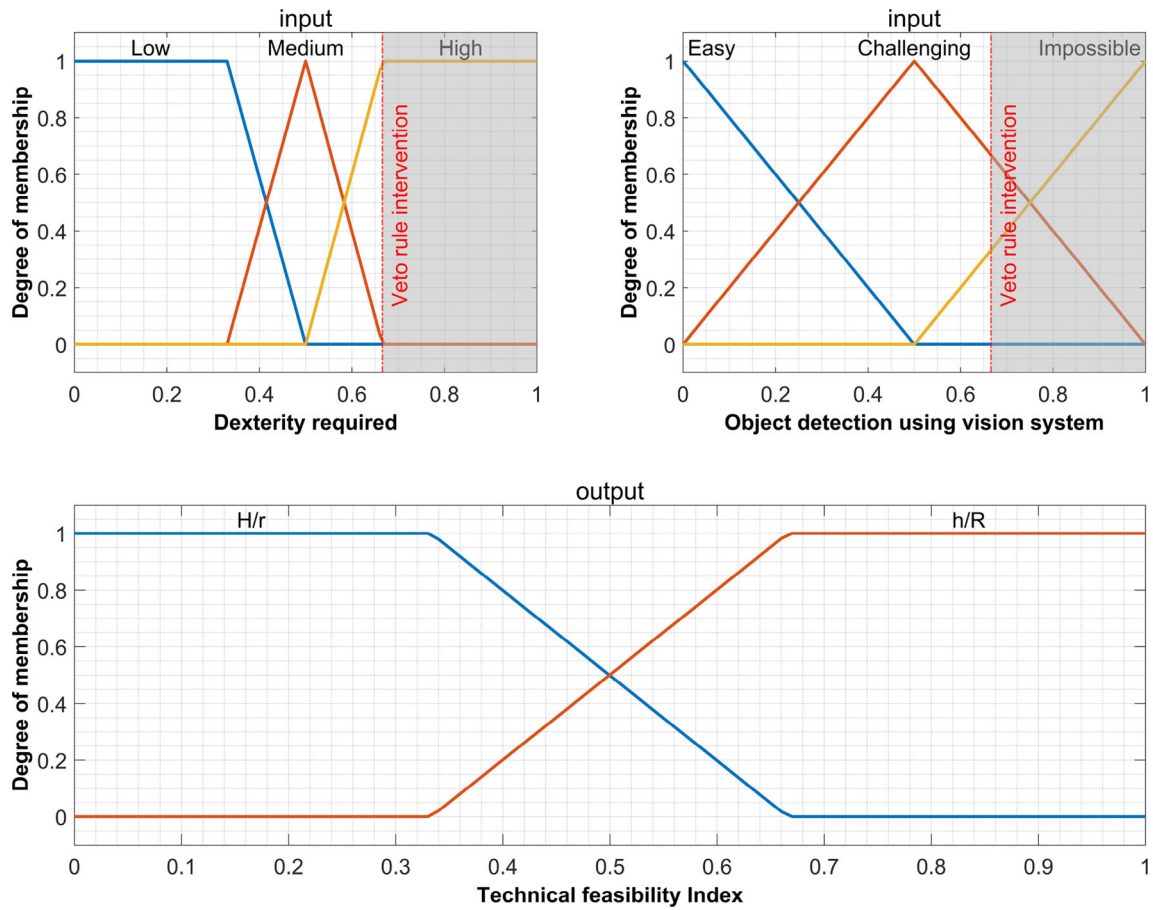 input
Low
Medium
High
1
0.8
0.6
0.4
0.2
0
Degree of membership
Veto rule intervention
0
0.2
0.4
0.6
0.8
1
Dexterity required
input
Easy
Challenging
Impossible
1
0.8
0.6
0.4
0.2
0
Degree of membership
Veto rule intervention
0
0.2
0.4
0.6
0.8
1
Object detection using vision system
output
H/r
h/R
1
0.8
0.6
0.4
0.2
0
Degree of membership
0
0.1
0.2
0.3
0.4
0.5
0.6
0.7
0.8
0.9
1
Technical feasibility Index